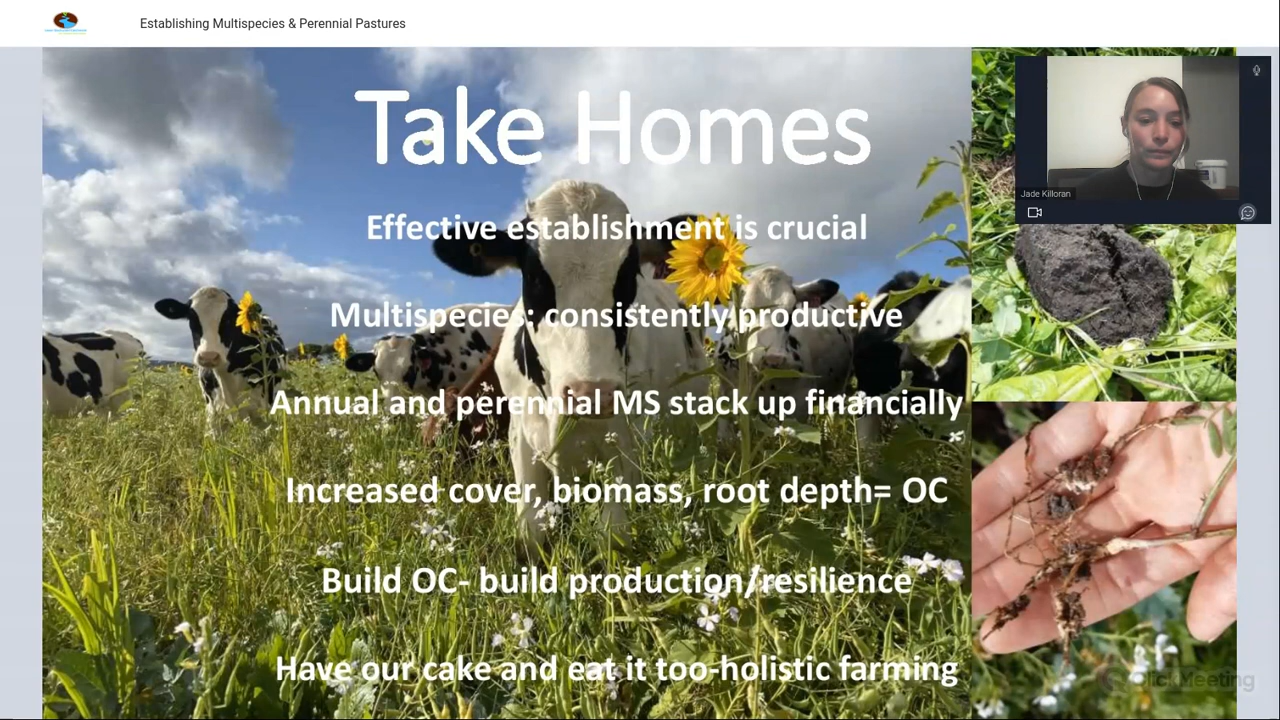 Establishing Multispecies & Perennial Pastures
Take Homes
Jade Killoran
Effective establishment is crucial
Multispecies: consistently productive
Annual and perennial MS stack up financially
Increased cover, biomass, root depth= OC
Build OC- build production/resilience
Have our cake and eat it too-holistic farming
ClickMeeting